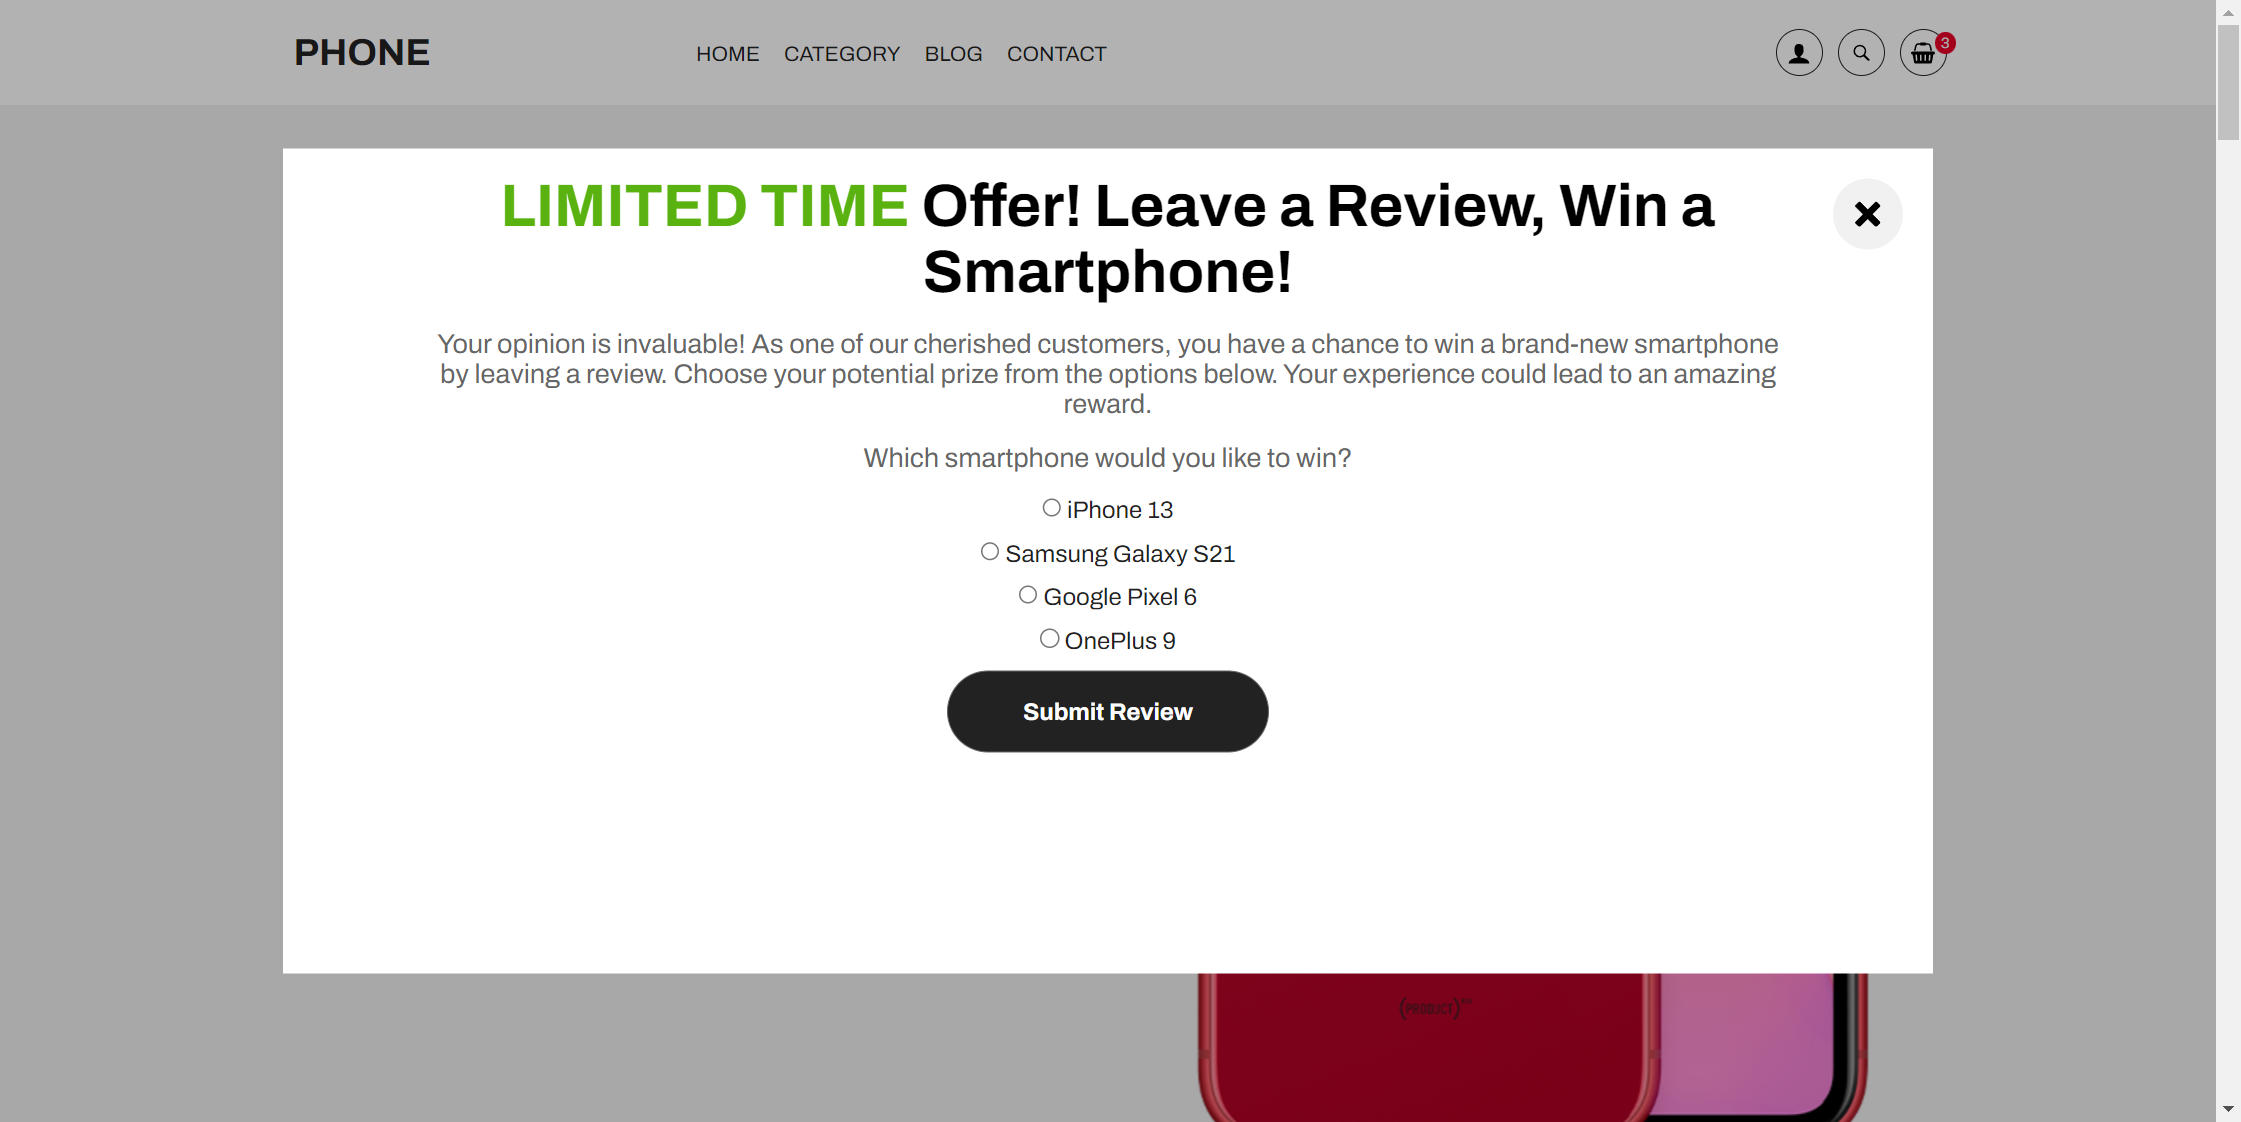 PHONE
HOME CATEGORY BLOG CONTACT
3
LIMITED TIME Offer! Leave a Review, Win a
Smartphone!
Your opinion is invaluable! As one of our cherished customers, you have a chance to win a brand-new smartphone
by leaving a review. Choose your potential prize from the options below. Your experience could lead to an amazing
reward.
Which smartphone would you like to win?
iPhone 13
Samsung Galaxy S21
Google Pixel 6
OnePlus 9
Submit Review
(PRODUCT)